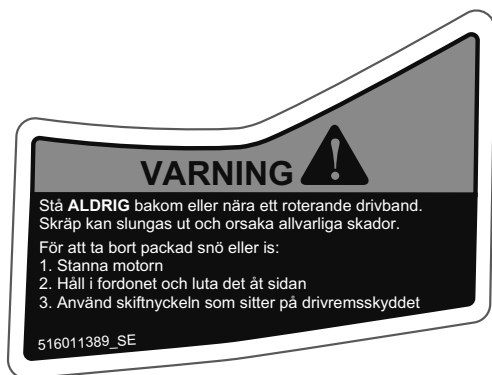 VARNING
Stå ALDRIG bakom eller nära ett roterande drivband.
Skräp kan slungas ut och orsaka allvarliga skador.
För att ta bort packad snö eller is:
1. Stanna motorn
2. Håll i fordonet och luta det åt sidan
3. Använd skiftnyckeln som sitter på drivremsskyddet
516011389_SE